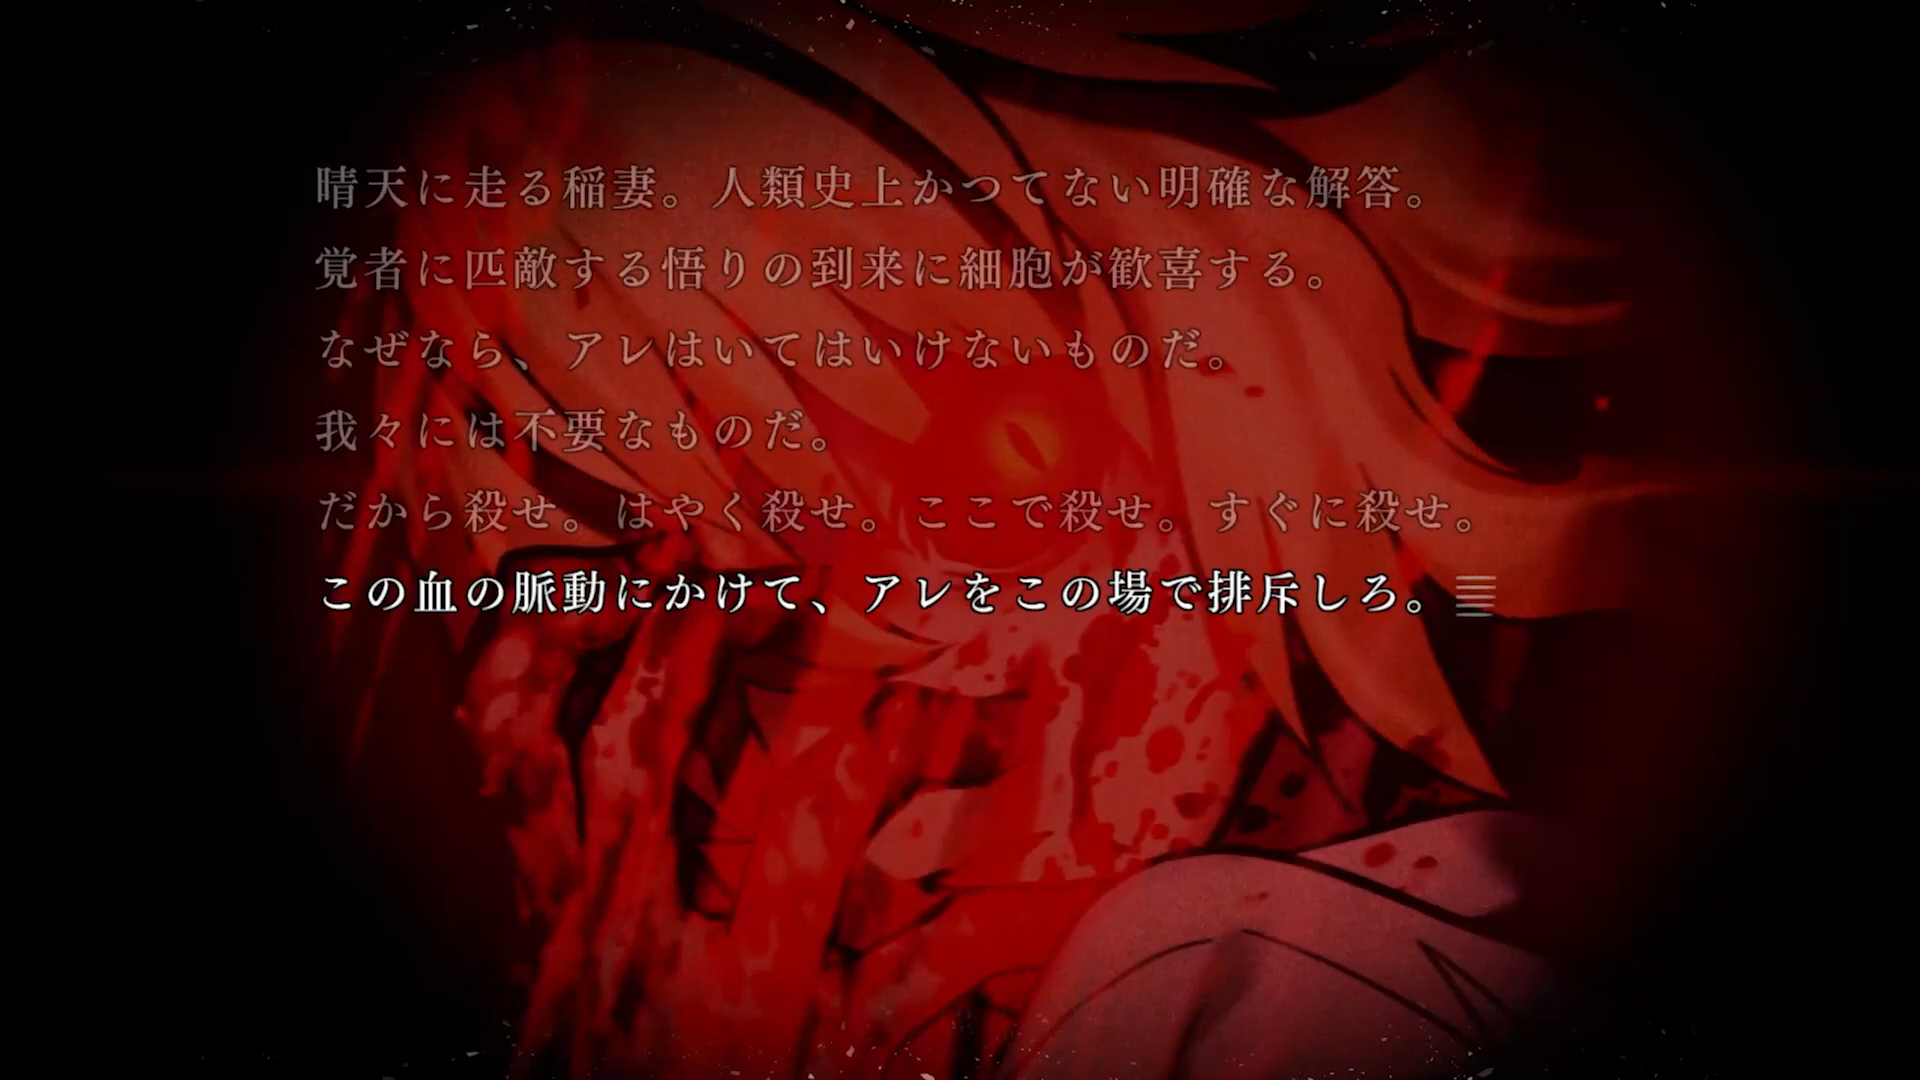 晴天に走る稲妻。人類史上かつてない明確な解答。
覚者に匹敵する悟りの到来に細胞が歓喜する。
なぜなら、アレはいてはいけないものだ。
我々には不要なものだ。
だから殺せ。はやく殺せ。ここで殺せ。すぐに殺せ。
この血の脈動にかけて、アレをこの場で排斥しろ。